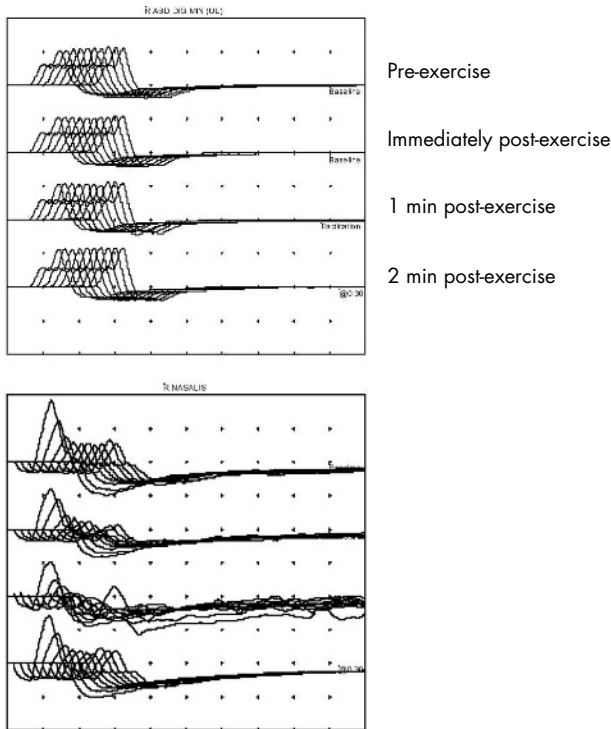 R ABD DIG MIN (UL)
Pre-exercise
Baseline
Immediately post-exercise
Baseline
1 min post-exercise
2 min post-exercise
@0:30
R NASALIS
@0:30